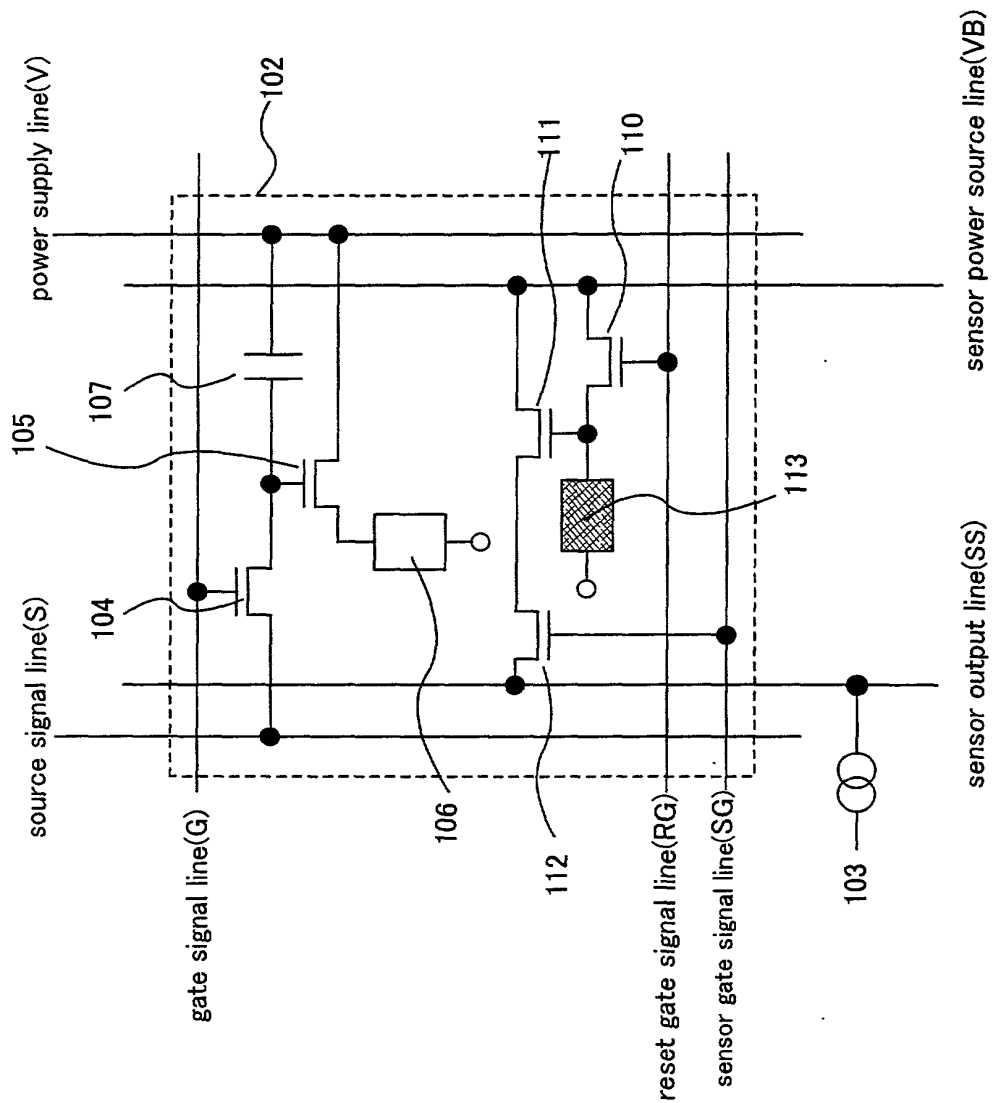 source signal line(S)
power supply line(V)
gate signal line(G)
102
105
107
104
111
110
106
113
112
reset gate signal line(RG)
sensor gate signal line(SG)
103
sensor output line(SS)
sensor power source line(VB)